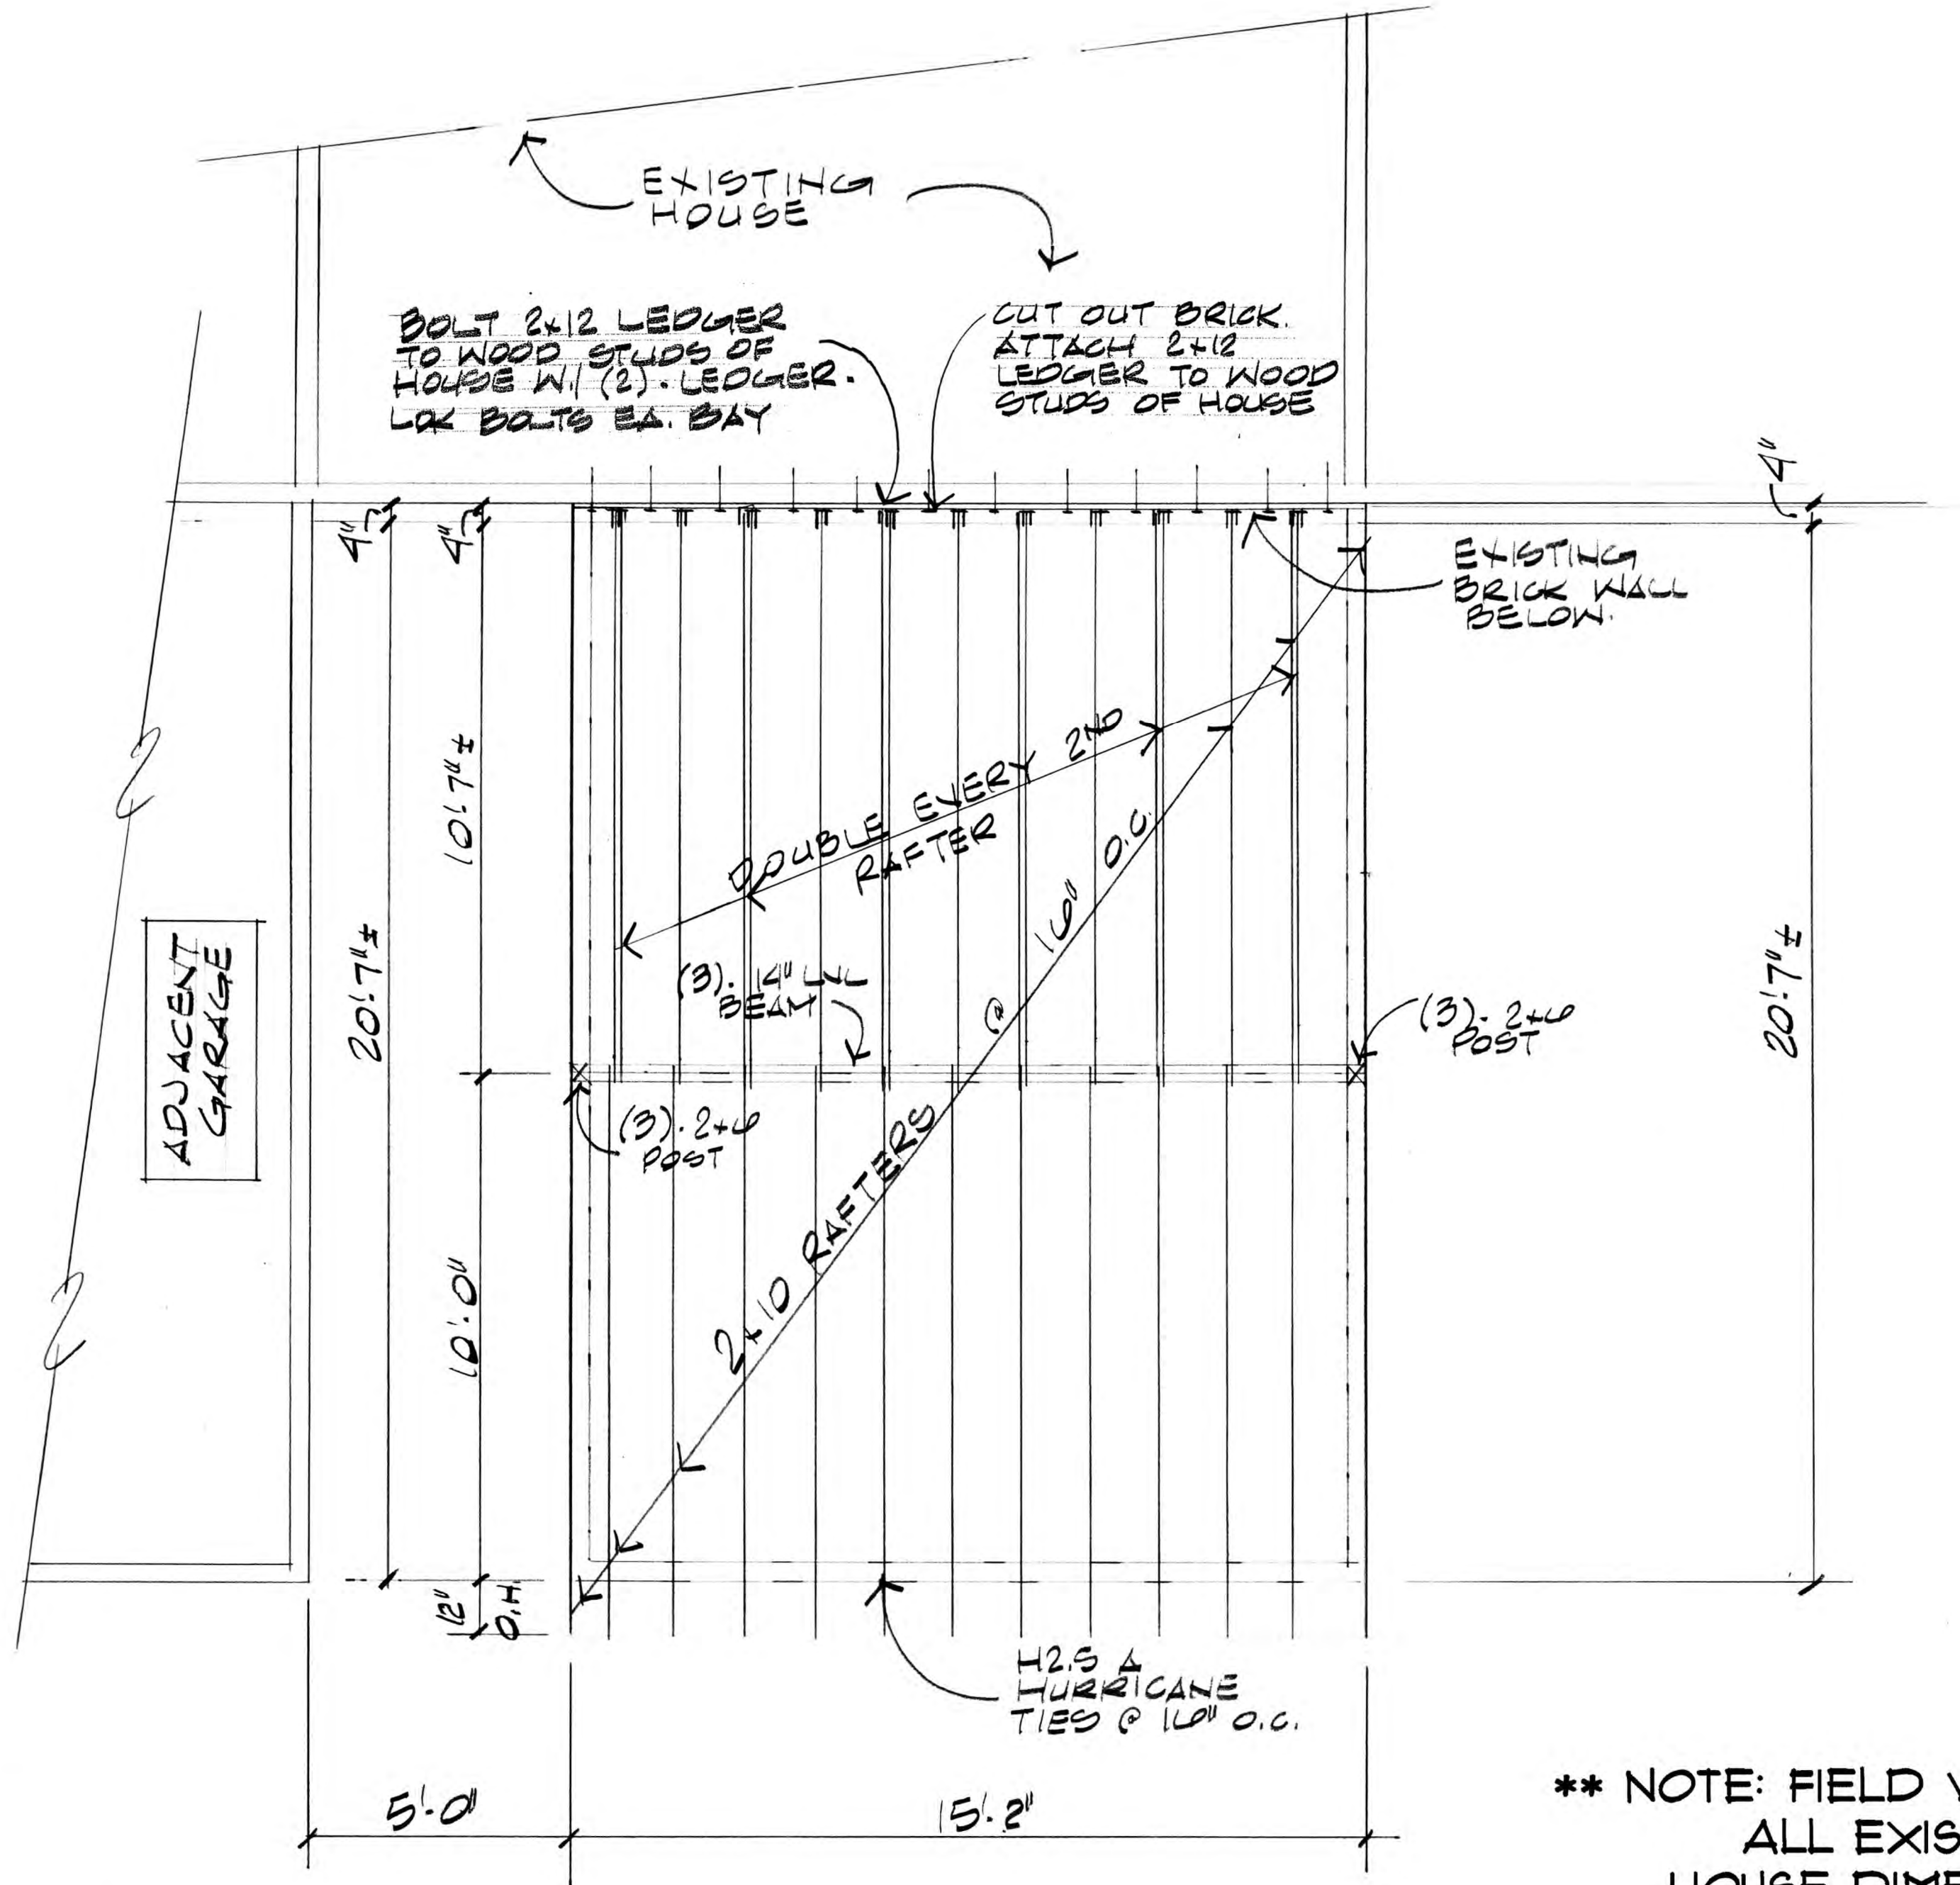 EXISTING
HOUSE
BOLT 2x12 LEDGER
TO WOOD STUDS OF
HOUSE W/ (2)-LEDGER-
LOK BOLTS EA. BAY
CUT OUT BRICK.
ATTACH 2x12
LEDGER TO WOOD
STUDS OF HOUSE
4"
4"
4"
EXISTING
BRICK WALL
BELOW.
10'-7"±
DOUBLE EVERY 2ND
RAFTER
(3)-14" LVL
BEAM
(3)-2x6
POST
20'-7"±
20'-7"±
ADJACENT
GARAGE
(3)-2x6
POST
2x10 RAFTERS @ 16" O.C.
10'-0"
12"
O.H.
H2.5 A
HURRICANE
TIES @ 16" O.C.
5'-0"
15'-2"
** NOTE: FIELD V
ALL EXIS
HOUSE DIME